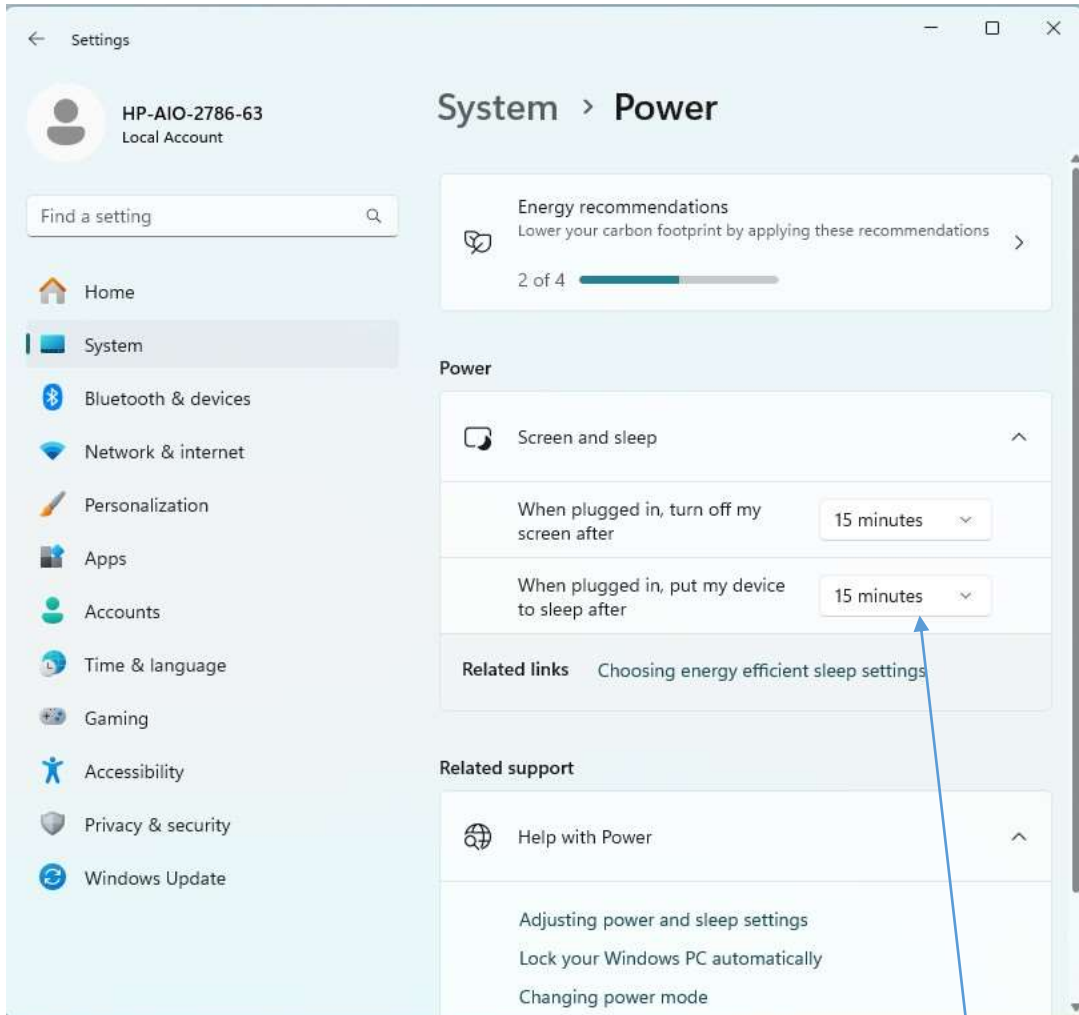 Settings
HP-AIO-2786-63
Local Account
Find a setting
Home
System
Bluetooth & devices
Network & internet
Personalization
Apps
Accounts
Time & language
Gaming
Accessibility
Privacy & security
Windows Update
System > Power
Energy recommendations
Lower your carbon footprint by applying these recommendations
2 of 4
Power
Screen and sleep
When plugged in, turn off my
screen after
15 minutes
When plugged in, put my device
to sleep after
15 minutes
Related links Choosing energy efficient sleep settings
Related support
Help with Power
Adjusting power and sleep settings
Lock your Windows PC automatically
Changing power mode